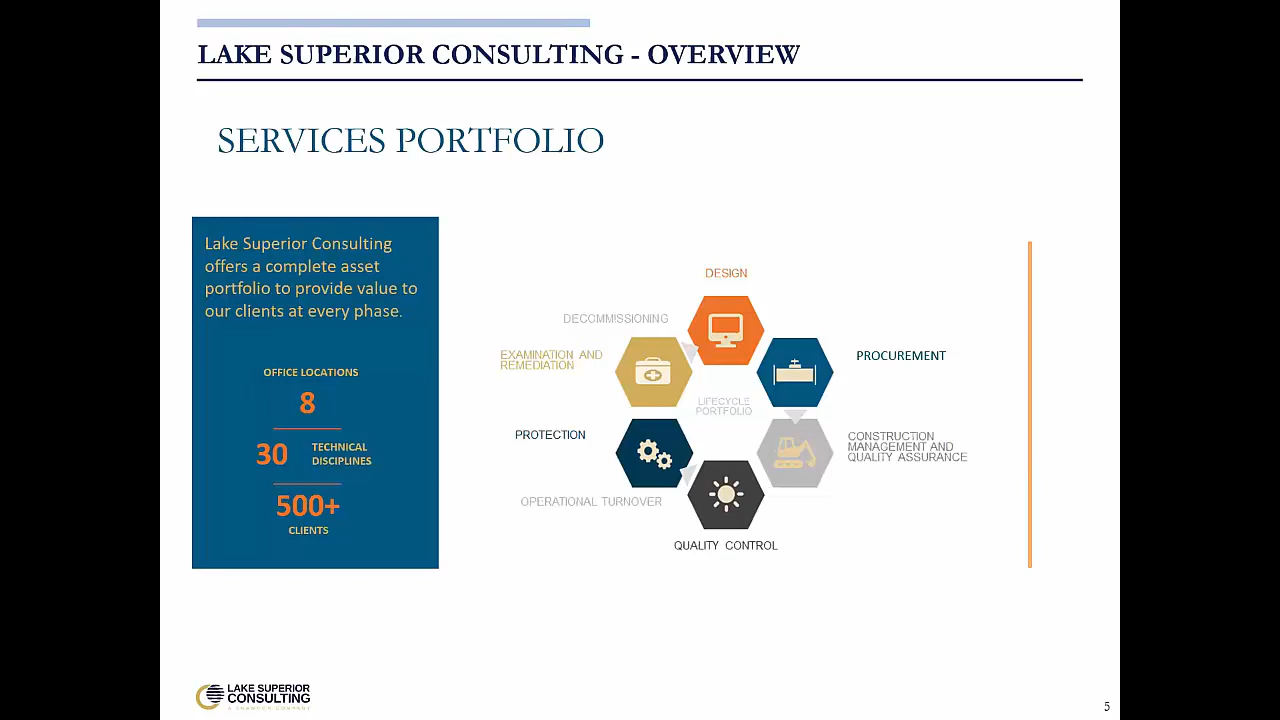 LAKE SUPERIOR CONSULTING - OVERVIEW
SERVICES PORTFOLIO
Lake Superior Consulting
offers a complete asset
portfolio to provide value to
our clients at every phase.
OFFICE LOCATIONS
8
30
TECHNICAL
DISCIPLINES
500+
CLIENTS
DESIGN
DECOMMISSIONING
EXAMINATION AND
REMEDIATION
PROCUREMENT
LIFECYCLE
PORTFOLIO
PROTECTION
CONSTRUCTION
MANAGEMENT AND
QUALITY ASSURANCE
OPERATIONAL TURNOVER
QUALITY CONTROL
LAKE SUPERIOR
CONSULTING
5